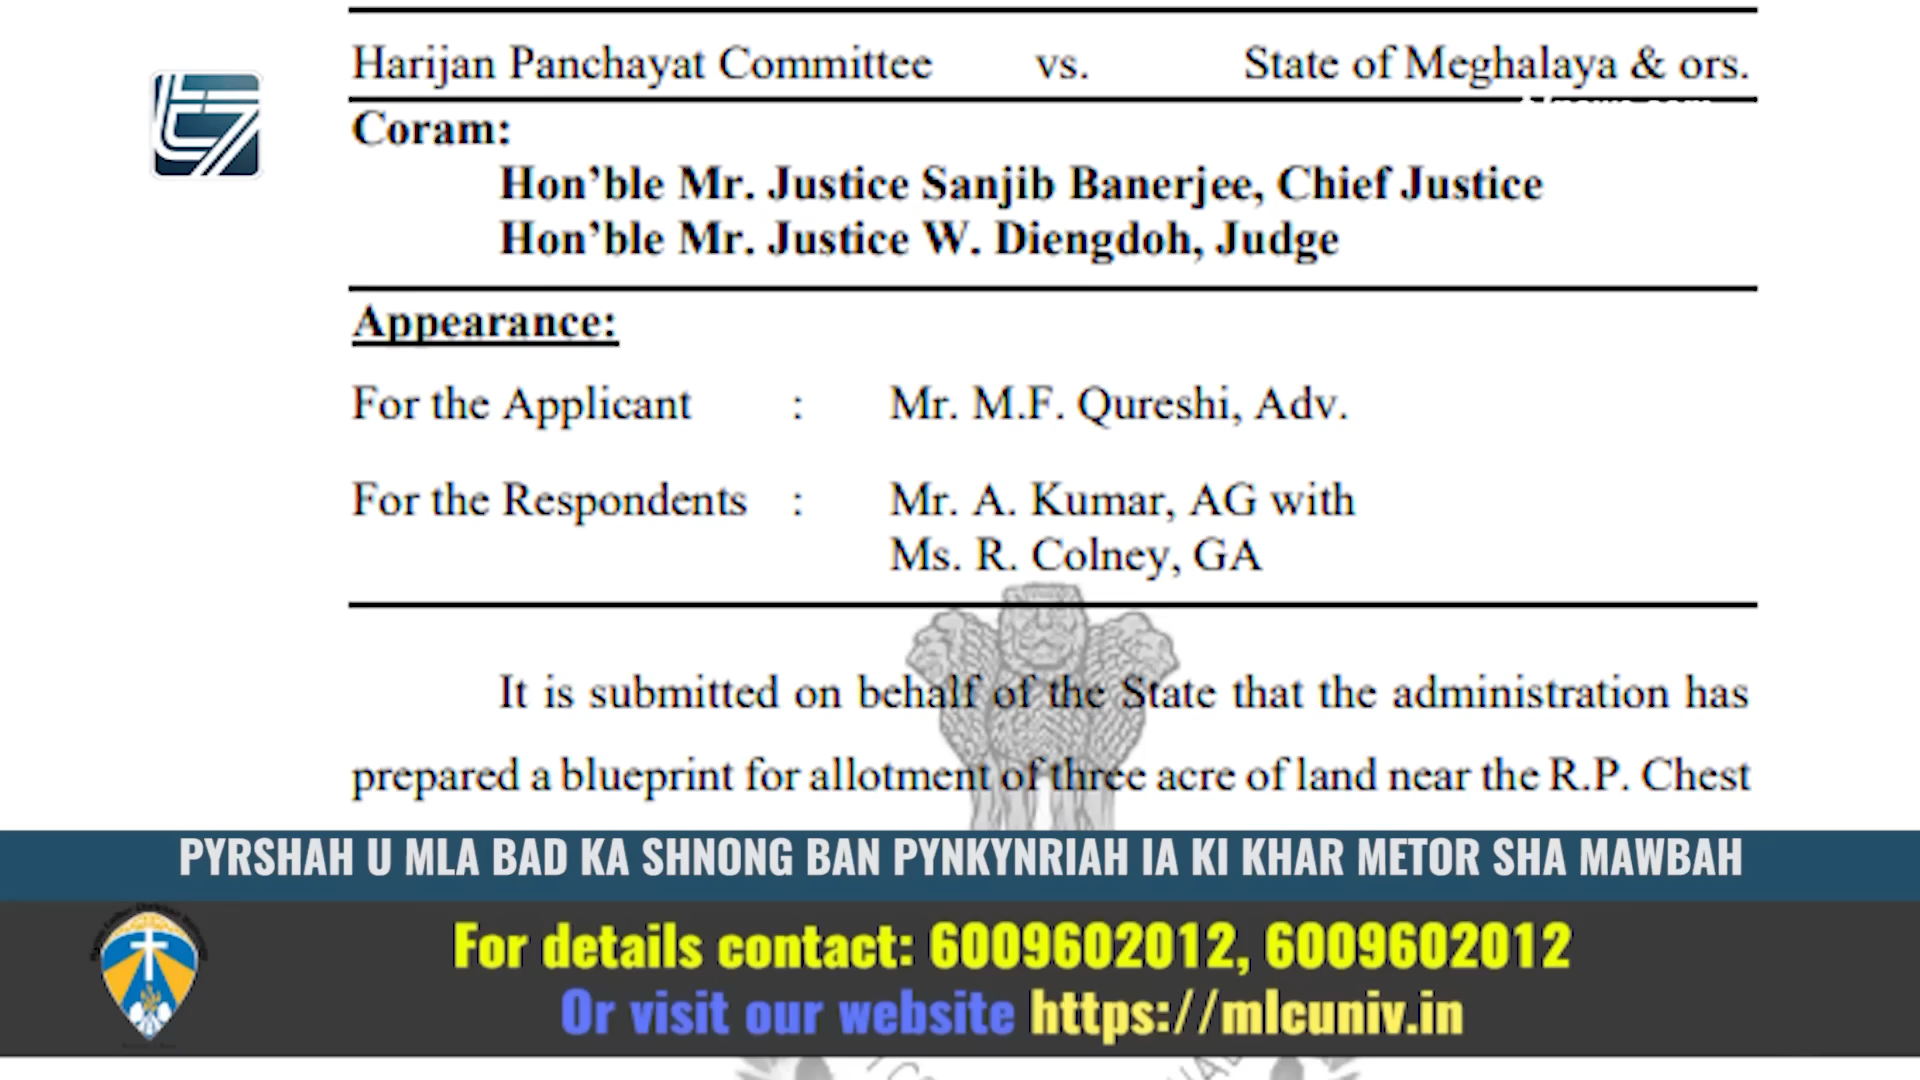 Harijan Panchayat Committee vs. State of Meghalaya & ors.
Coram:
Hon’ble Mr. Justice Sanjib Banerjee, Chief Justice
Hon’ble Mr. Justice W. Diengdoh, Judge
Appearance:
For the Applicant : Mr. M.F. Qureshi, Adv.
For the Respondents : Mr. A. Kumar, AG with
Ms. R. Colney, GA
It is submitted on behalf of the State that the administration has
prepared a blueprint for allotment of three acre of land near the R.P. Chest
PYRSHAH U MLA BAD KA SHNONG BAN PYNKYNRIAH IA KI KHAR METOR SHA MAWBAH
For details contact: 6009602012, 6009602012
Or visit our website https://mlcuniv.in